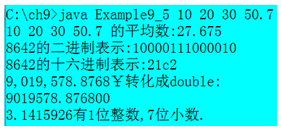 C:\ch9>java Example9_5 10 20 30 50.7
10 20 30 50.7 的平均数:27.675
8642的二进制表示:10000111000010
8642的十六进制表示:21c2
9,019,578.8768￥转化成double:
9019578.876800
3.1415926有1位整数,7位小数.